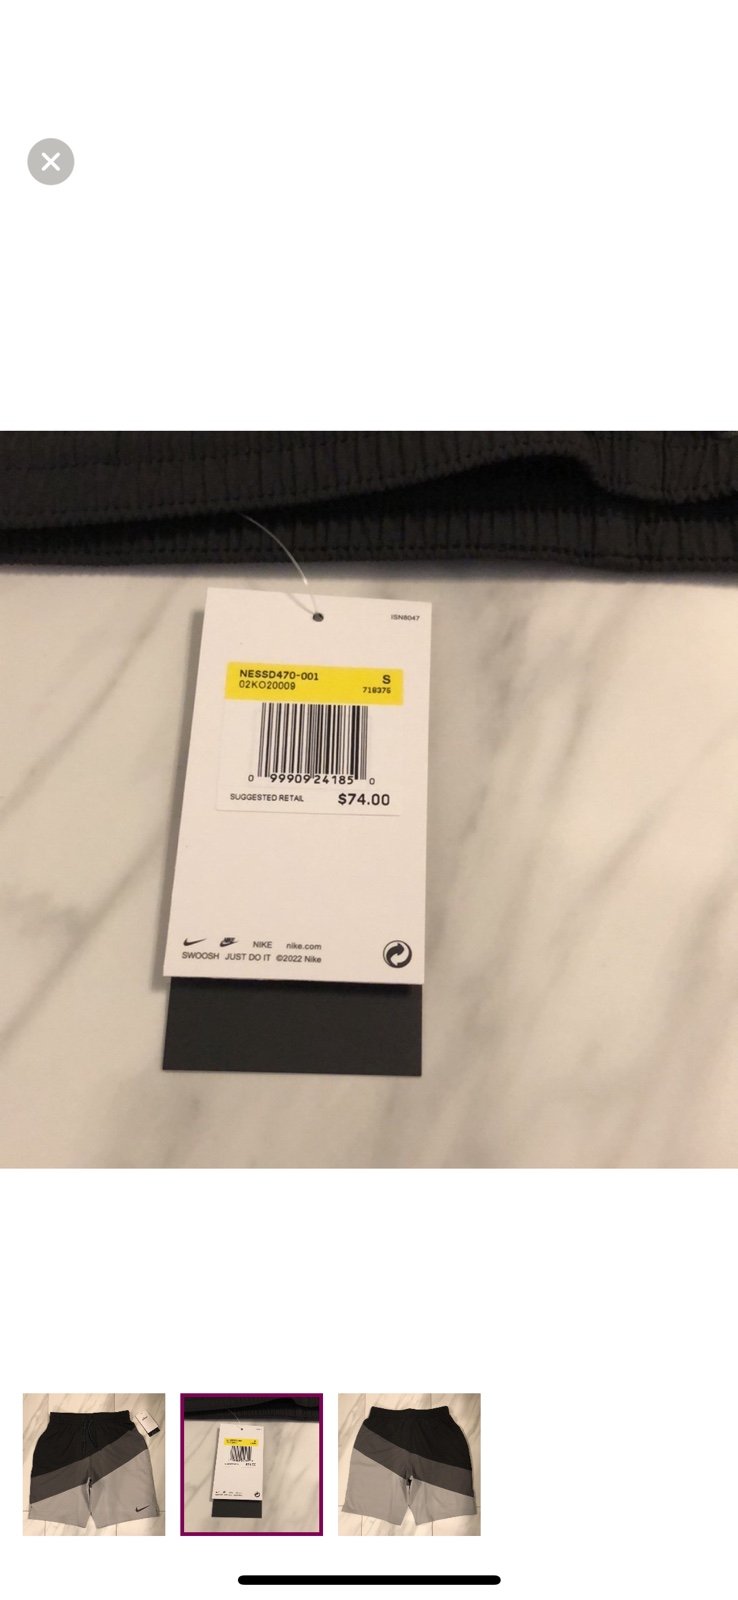 ISN8047
NESSD470-001 S
02KO20009 718375
0 99909 24185 0
SUGGESTED RETAIL $74.00
NIKE nike.com
SWOOSH JUST DO IT ©2022 Nike